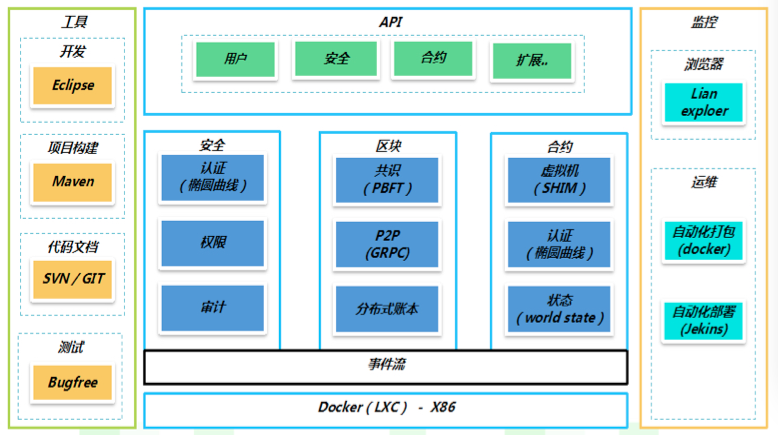 工具
开发
Eclipse
项目构建
Maven
代码文档
SVN / GIT
测试
Bugfree
API
用户
安全
合约
扩展..
安全
认证
（椭圆曲线）
权限
审计
区块
共识
（PBFT）
P2P
(GRPC)
分布式账本
合约
虚拟机
（SHIM）
认证
（椭圆曲线）
状态
（world state）
事件流
Docker（LXC） - X86
监控
浏览器
Lian
exploer
运维
自动化打包
(docker)
自动化部署
(Jekins)